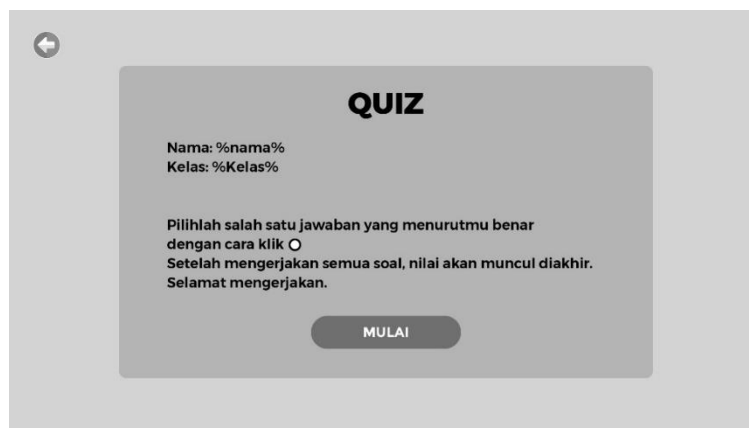 QUIZ
Nama: %nama%
Kelas: %Kelas%
Pilihlah salah satu jawaban yang menurutmu benar
dengan cara klik
Setelah mengerjakan semua soal, nilai akan muncul diakhir.
Selamat mengerjakan.
MULAI